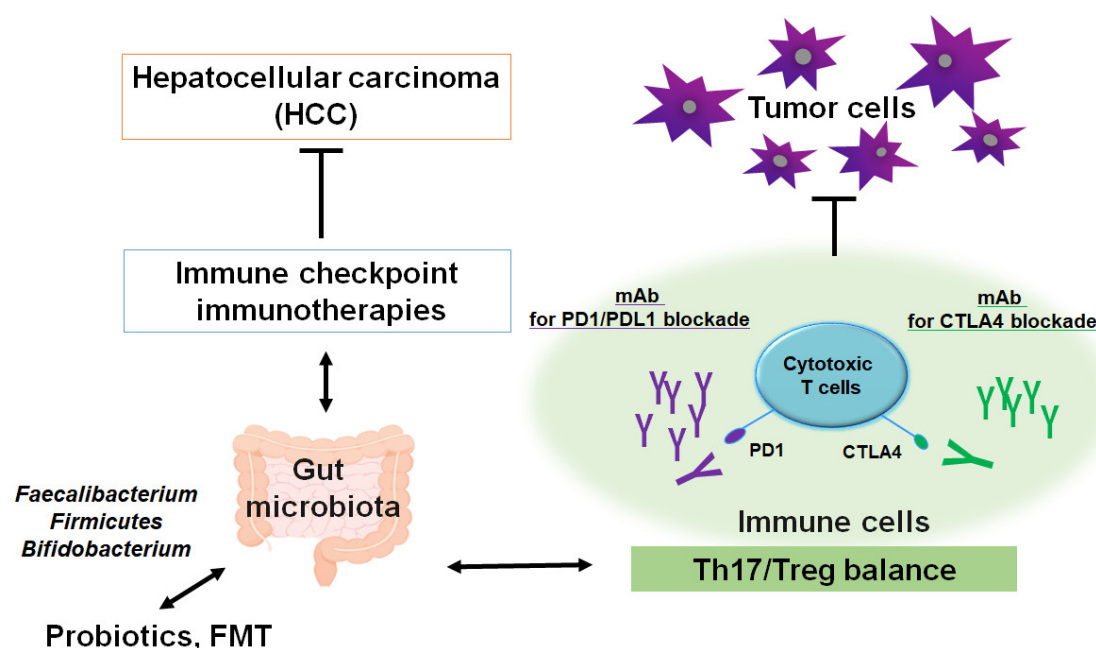 Hepatocellular carcinoma
(HCC)
Immune checkpoint
immunotherapies
Gut
microbiota
Faecalibacterium
Firmicutes
Bifidobacterium
Probiotics, FMT
Tumor cells
mAb
for PD1/PDL1 blockade
mAb
for CTLA4 blockade
Cytotoxic
T cells
PD1
CTLA4
Immune cells
Th17/Treg balance